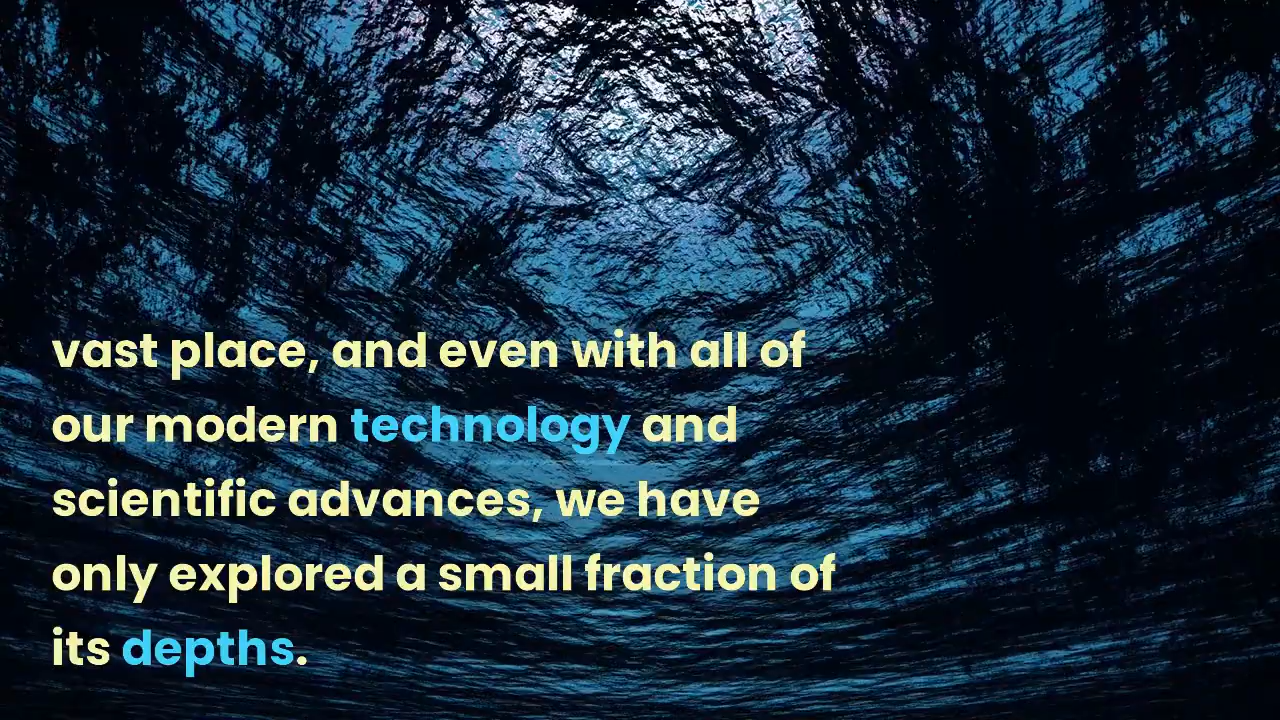 vast place, and even with all of
our modern technology and
scientific advances, we have
only explored a small fraction of
its depths.